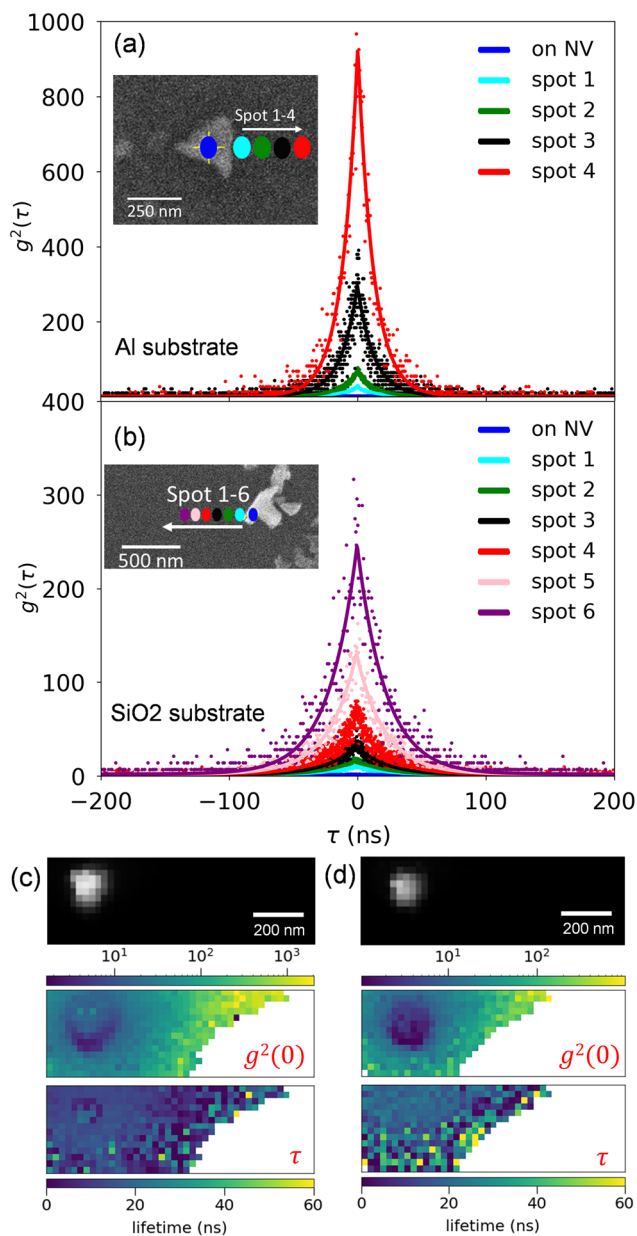 (a)
1000
800
600
400
200
g²(τ)
Spot 1-4
250 nm
Al substrate
on NV
spot 1
spot 2
spot 3
spot 4
(b)
400
300
200
100
0
g²(τ)
Spot 1-6
500 nm
SiO2 substrate
on NV
spot 1
spot 2
spot 3
spot 4
spot 5
spot 6
−200 −100 0 100 200
τ (ns)
(c)
200 nm
10¹ 10² 10³
g²(0)
τ
0 20 40 60
lifetime (ns)
(d)
200 nm
10¹ 10²
g²(0)
τ
0 20 40 60
lifetime (ns)